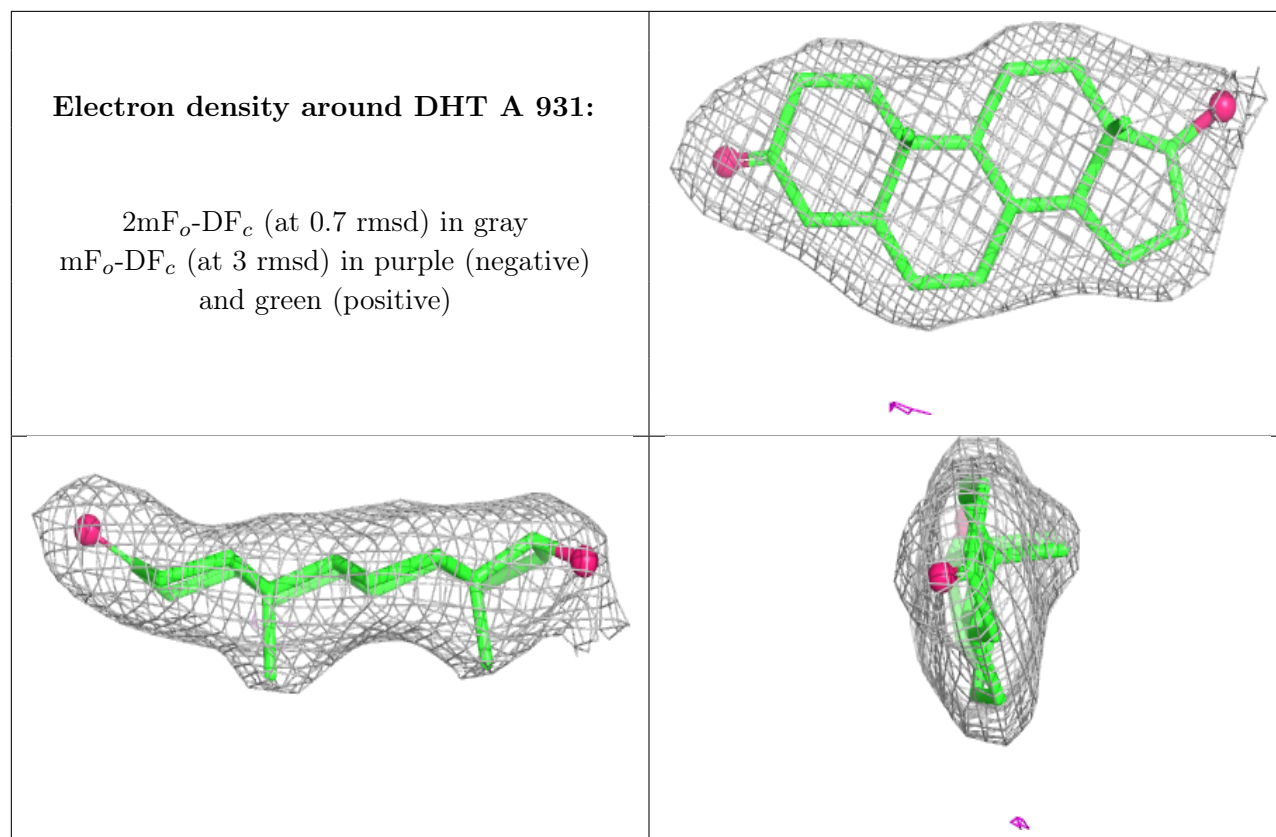 Electron density around DHT A 931:
2mFₒ-DF𝑐 (at 0.7 rmsd) in gray
mFₒ-DF𝑐 (at 3 rmsd) in purple (negative)
and green (positive)